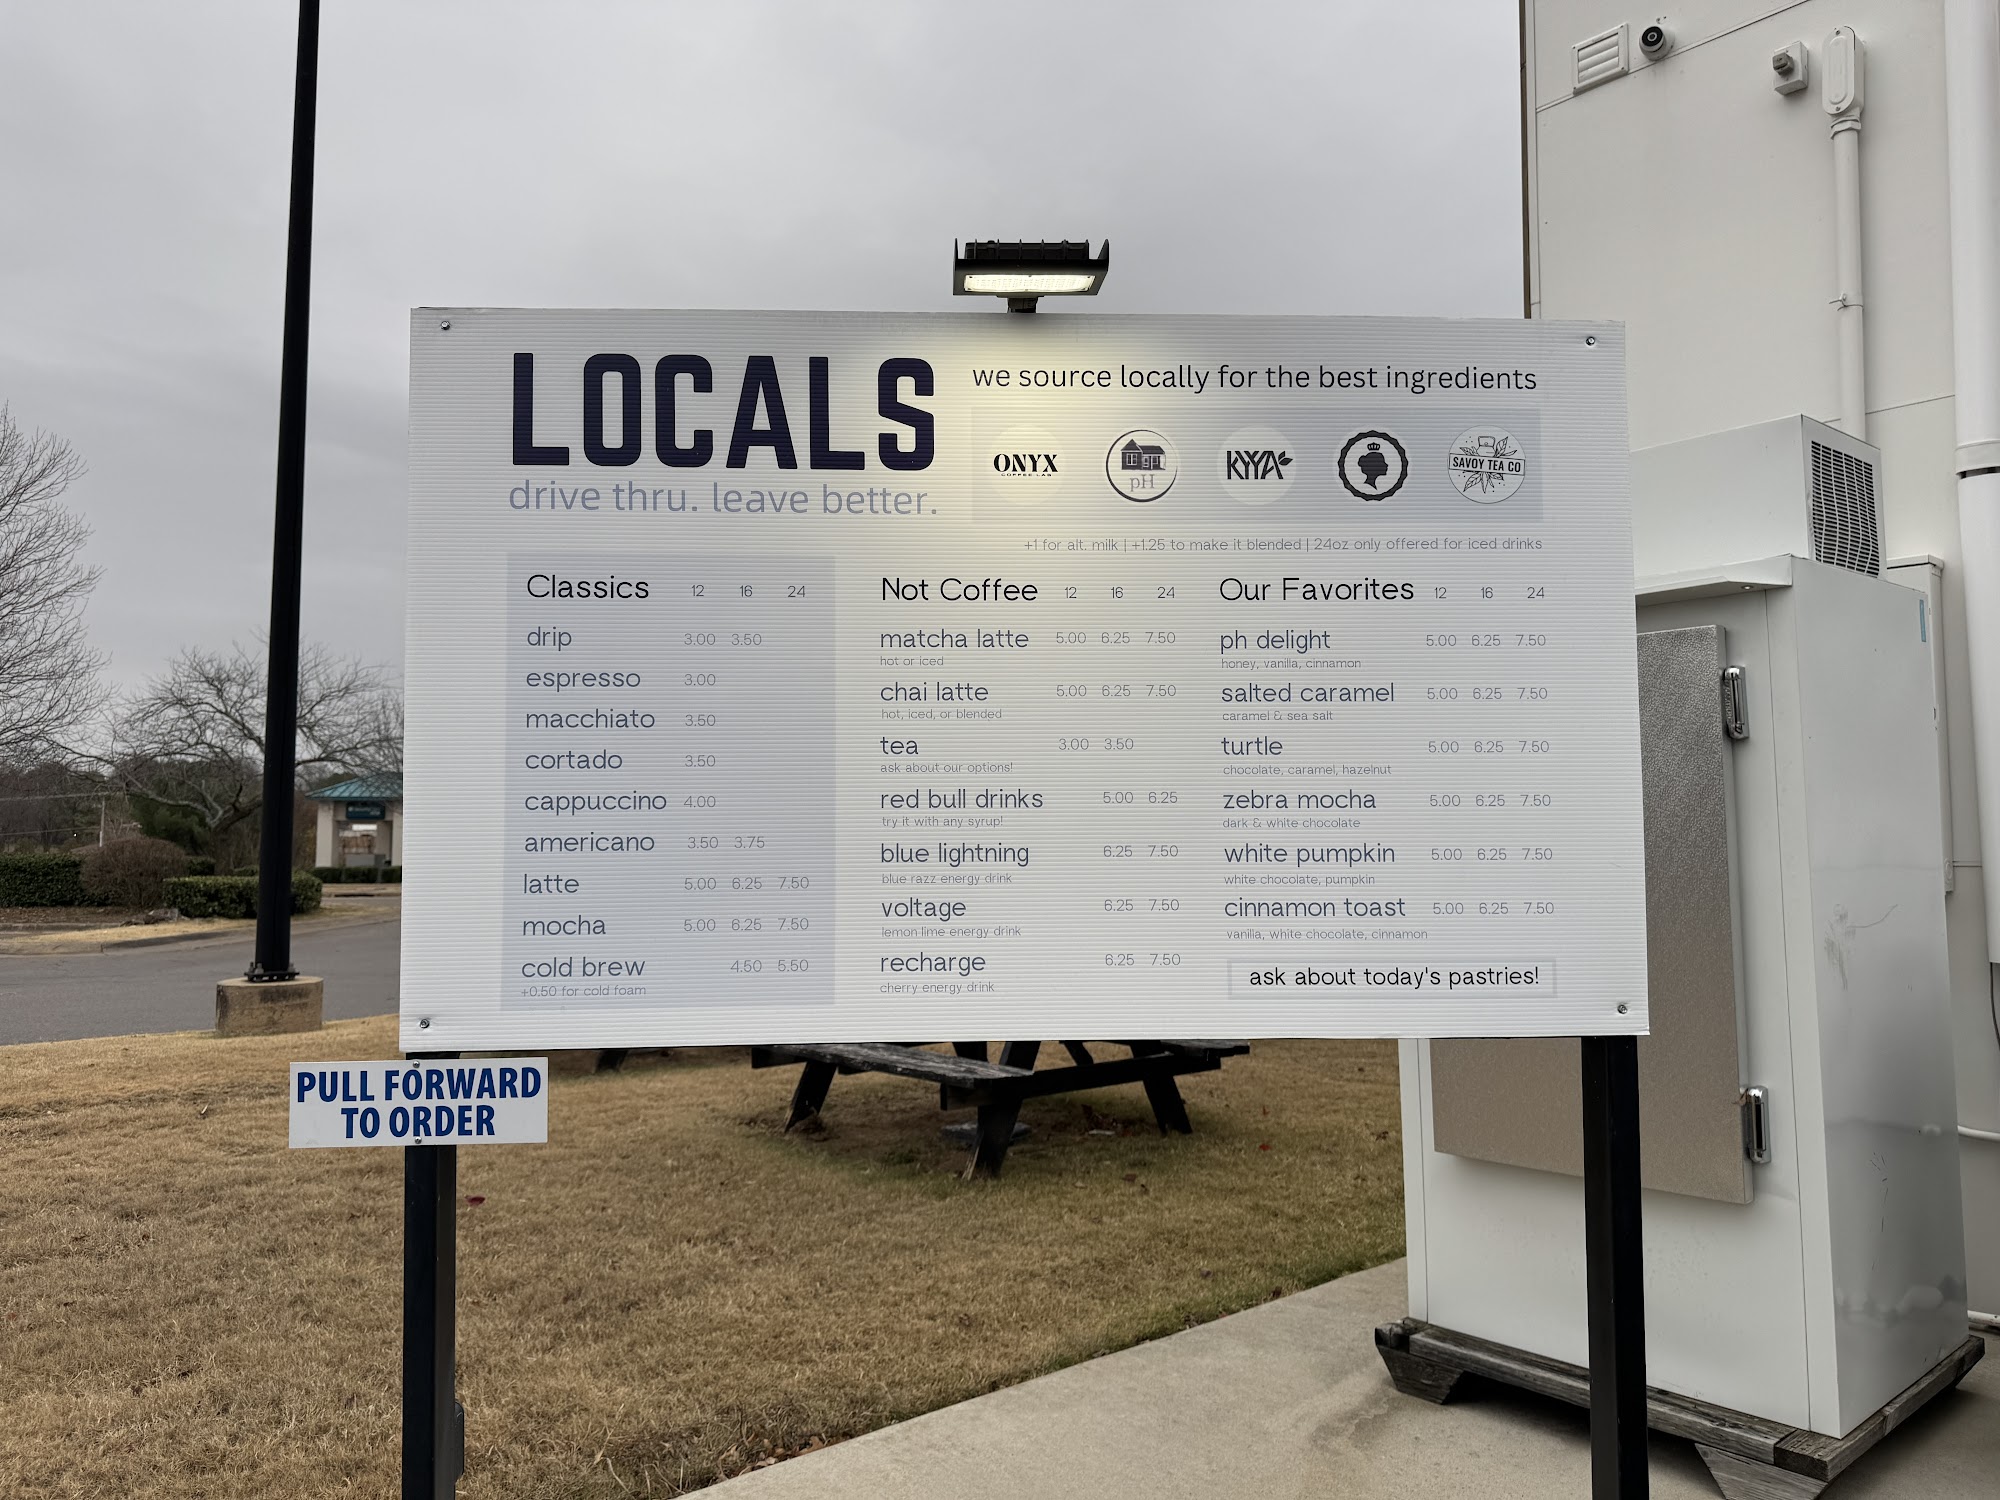 LOCALS
drive thru. leave better.
we source locally for the best ingredients
ONYX
COFFEE LAB
pH
KYYA
SAVOY TEA CO
+1 for alt. milk | +1.25 to make it blended | 24oz only offered for iced drinks
Classics 12 16 24
drip 3.00 3.50
espresso 3.00
macchiato 3.50
cortado 3.50
cappuccino 4.00
americano 3.50 3.75
latte 5.00 6.25 7.50
mocha 5.00 6.25 7.50
cold brew 4.50 5.50
+0.50 for cold foam
Not Coffee 12 16 24
matcha latte 5.00 6.25 7.50
hot or iced
chai latte 5.00 6.25 7.50
hot, iced, or blended
tea 3.00 3.50
ask about our options!
red bull drinks 5.00 6.25
try it with any syrup!
blue lightning 6.25 7.50
blue razz energy drink
voltage 6.25 7.50
lemon lime energy drink
recharge 6.25 7.50
cherry energy drink
Our Favorites 12 16 24
ph delight 5.00 6.25 7.50
honey, vanilla, cinnamon
salted caramel 5.00 6.25 7.50
caramel & sea salt
turtle 5.00 6.25 7.50
chocolate, caramel, hazelnut
zebra mocha 5.00 6.25 7.50
dark & white chocolate
white pumpkin 5.00 6.25 7.50
white chocolate, pumpkin
cinnamon toast 5.00 6.25 7.50
vanilla, white chocolate, cinnamon
ask about today's pastries!
PULL FORWARD
TO ORDER